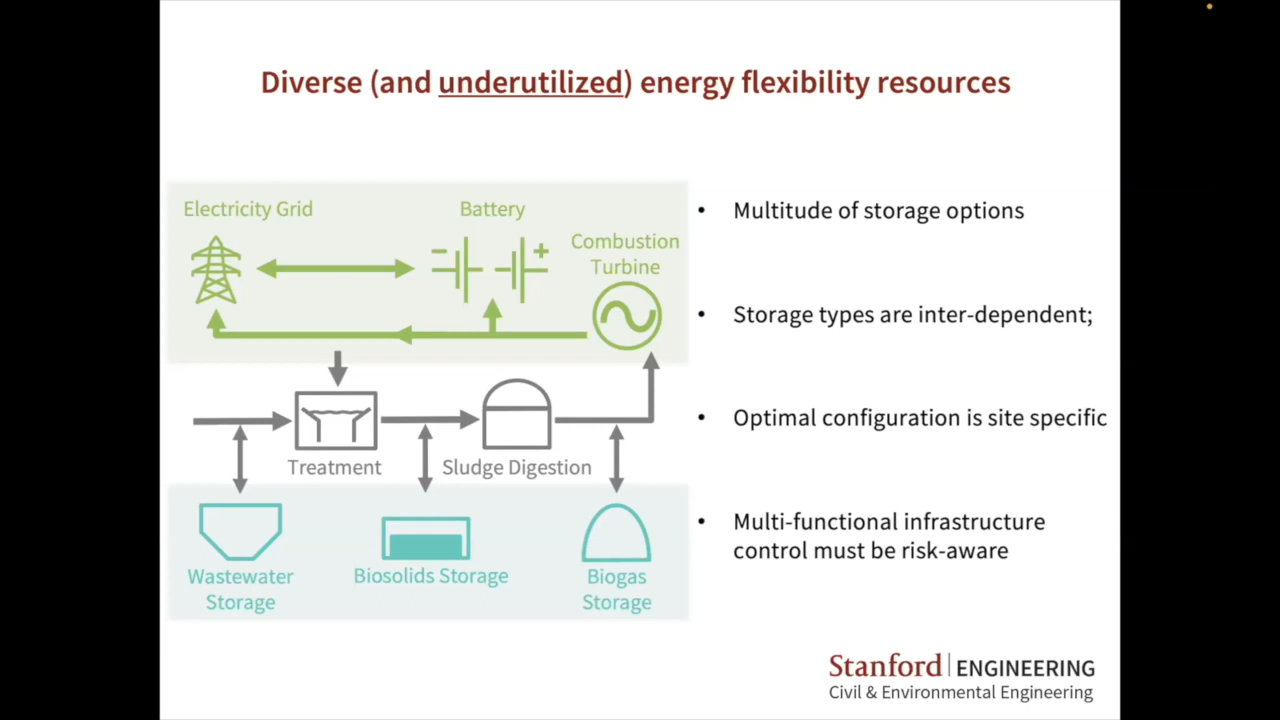 Diverse (and underutilized) energy flexibility resources
Electricity Grid
Battery
Combustion
Turbine
Treatment
Sludge Digestion
Wastewater
Storage
Biosolids Storage
Biogas
Storage
• Multitude of storage options
• Storage types are inter-dependent;
• Optimal configuration is site specific
• Multi-functional infrastructure
control must be risk-aware
Stanford | ENGINEERING
Civil & Environmental Engineering